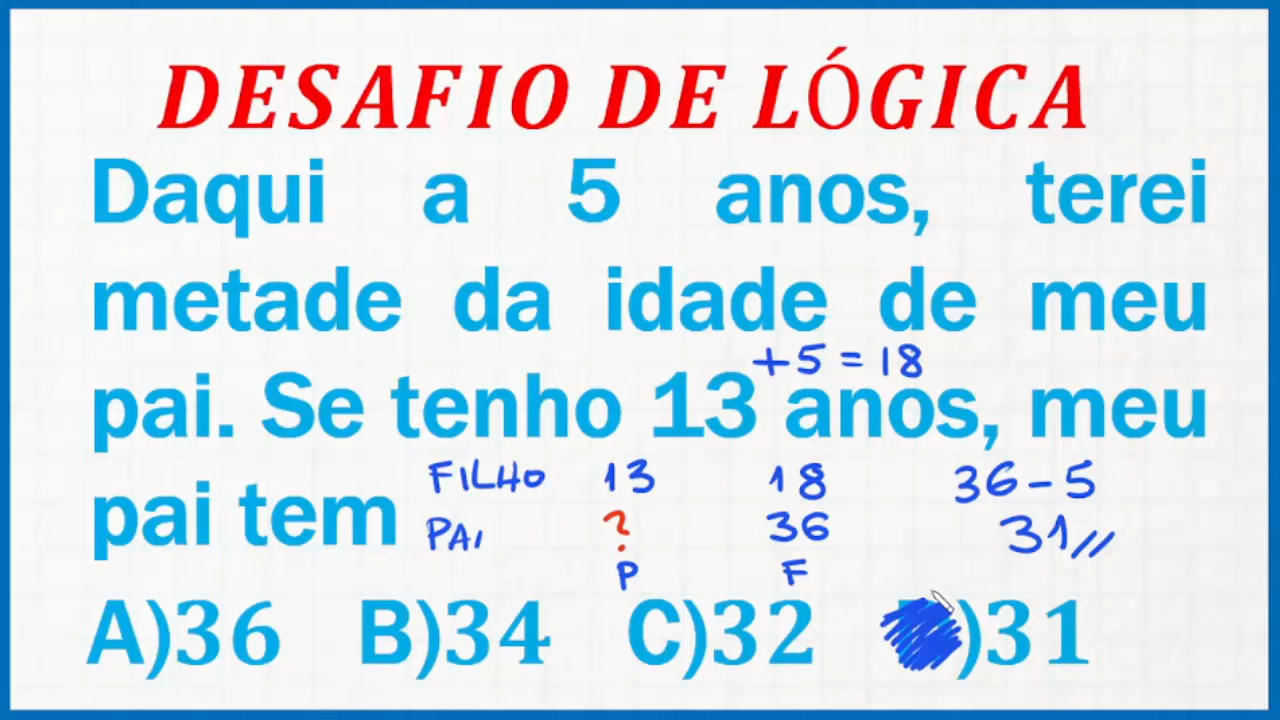 DESAFIO DE LÓGICA
Daqui a 5 anos, terei
metade da idade de meu
+5 = 18
pai. Se tenho 13 anos, meu
pai tem
FILHO 13 18 36-5
PAI ? 36 31//
P F
A)36 B)34 C)32 )31